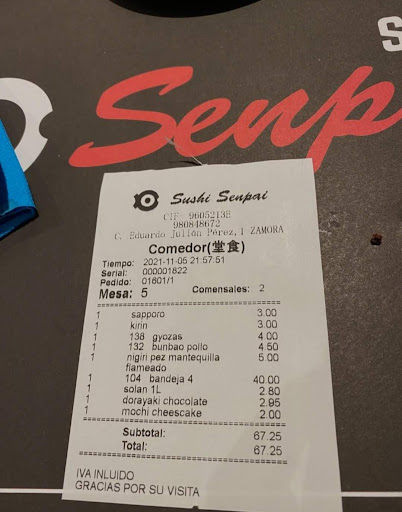 S
Senp
Sushi Senpai
CIF: 9605213E
980848672
C. Eduardo Julián Pérez,1 ZAMORA
Comedor(堂食)
Tiempo: 2021-11-05 21:57:51
Serial: 000001822
Pedido: 01601/1
Mesa: 5 Comensales: 2
1 sapporo 3.00
1 kirin 3.00
1 138 gyozas 4.00
1 132 bunbao pollo 4.50
1 nigiri pez mantequilla 5.00
flameado
1 104 bandeja 4 40.00
1 solan 1L 2.80
1 dorayaki chocolate 2.95
1 mochi cheescake 2.00
Subtotal: 67.25
Total: 67.25
IVA INLUIDO
GRACIAS POR SU VISITA